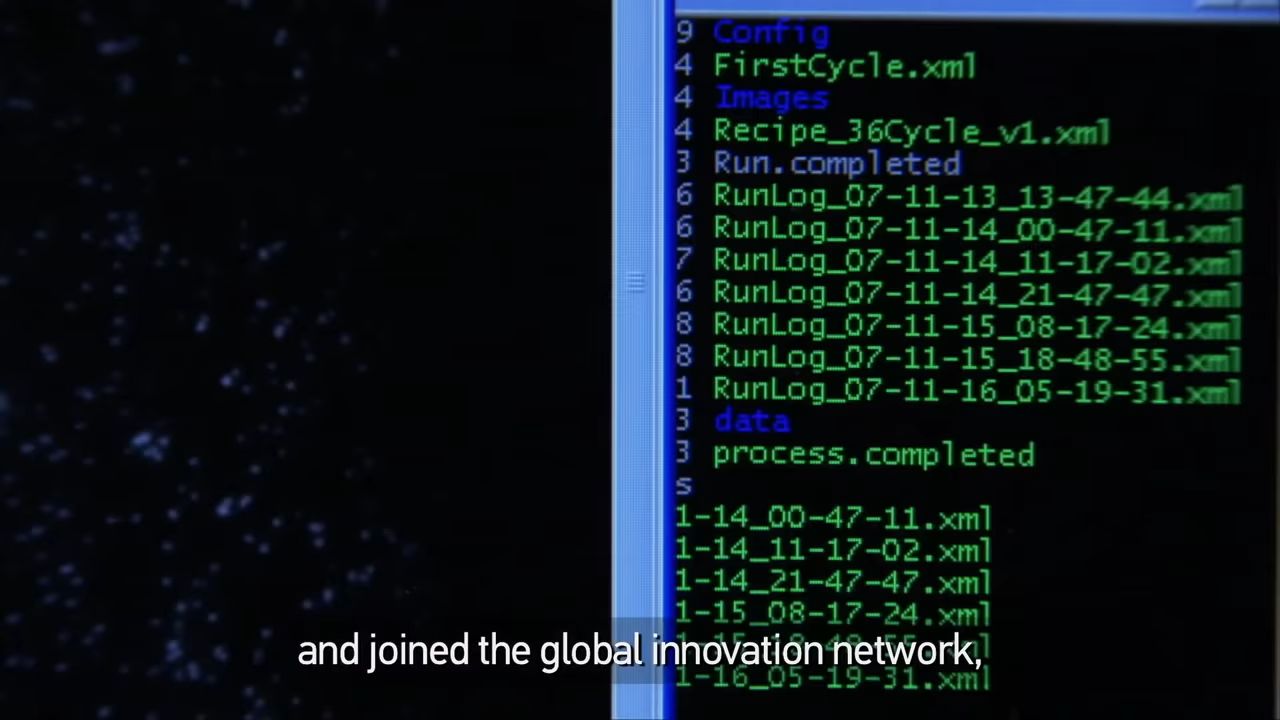 9 Config
4 FirstCycle.xml
4 Images
4 Recipe_36Cycle_v1.xml
3 Run.completed
6 RunLog_07-11-13_13-47-44.xml
6 RunLog_07-11-14_00-47-11.xml
7 RunLog_07-11-14_11-17-02.xml
6 RunLog_07-11-14_21-47-47.xml
8 RunLog_07-11-15_08-17-24.xml
8 RunLog_07-11-15_18-48-55.xml
1 RunLog_07-11-16_05-19-31.xml
3 data
3 process.completed
s
1-14_00-47-11.xml
1-14_11-17-02.xml
1-14_21-47-47.xml
1-15_08-17-24.xml
1-15_18-48-55.xml
and joined the global innovation network,
1-16_05-19-31.xml